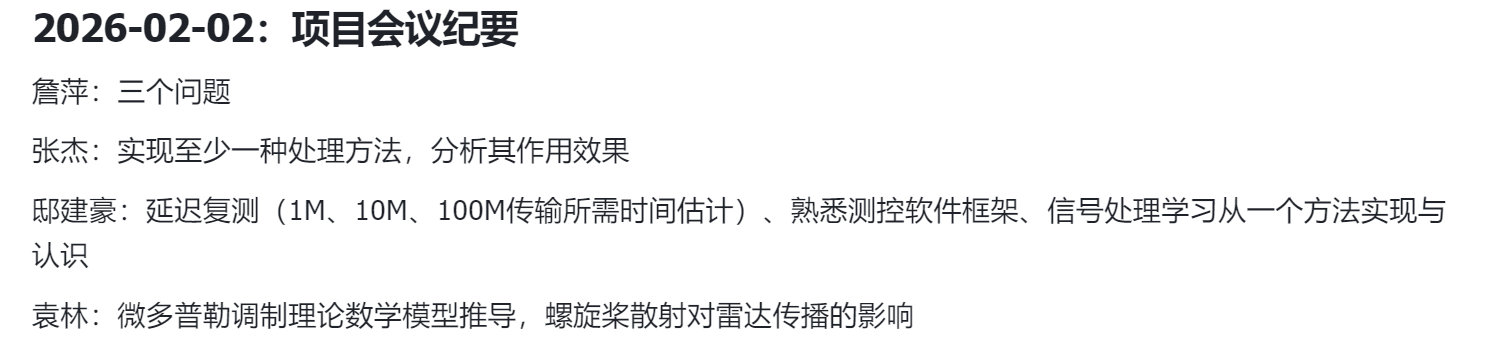 2026-02-02：项目会议纪要
詹萍：三个问题
张杰：实现至少一种处理方法，分析其作用效果
邸建豪：延迟复测（1M、10M、100M传输所需时间估计）、熟悉测控软件框架、信号处理学习从一个方法实现与
认识
袁林：微多普勒调制理论数学模型推导，螺旋桨散射对雷达传播的影响